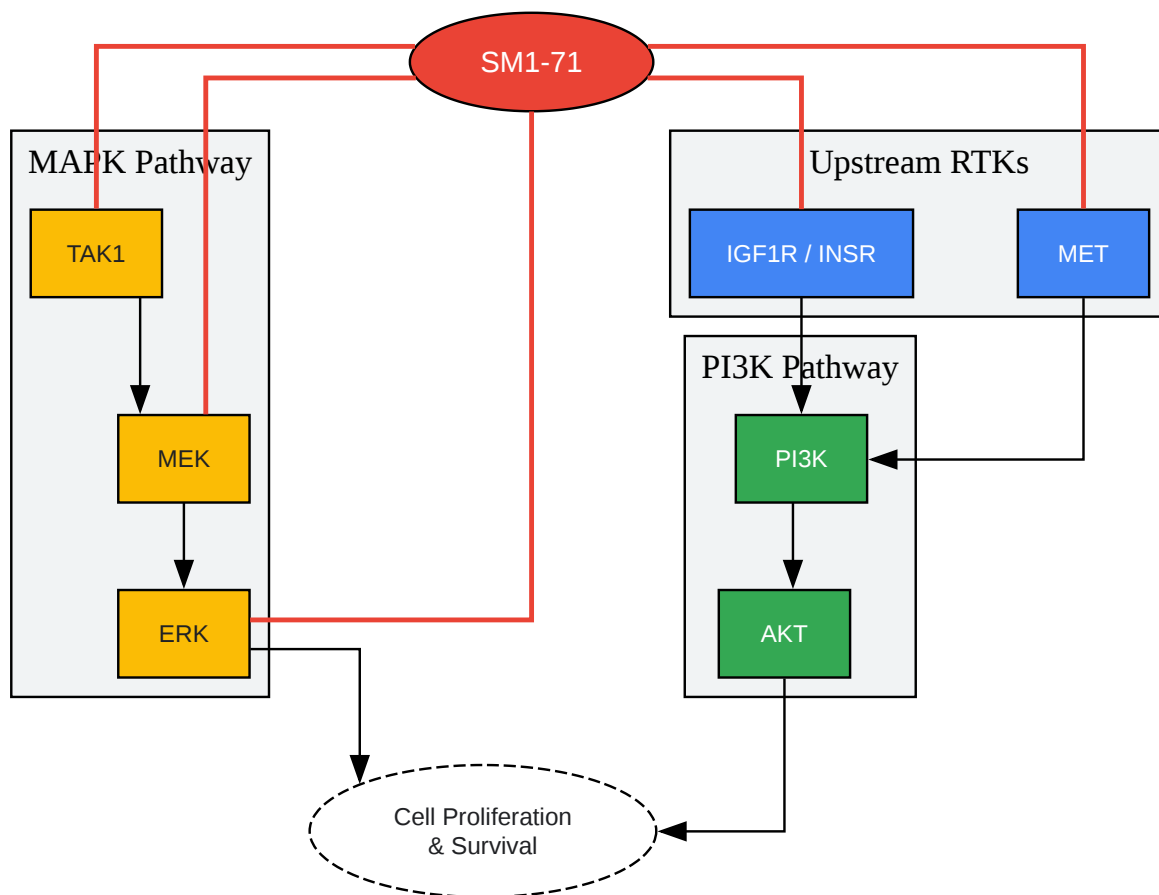 SM1-71
MAPK Pathway
Upstream RTKs
TAK1
IGF1R / INSR
MET
PI3K Pathway
MEK
PI3K
ERK
AKT
Cell Proliferation
& Survival